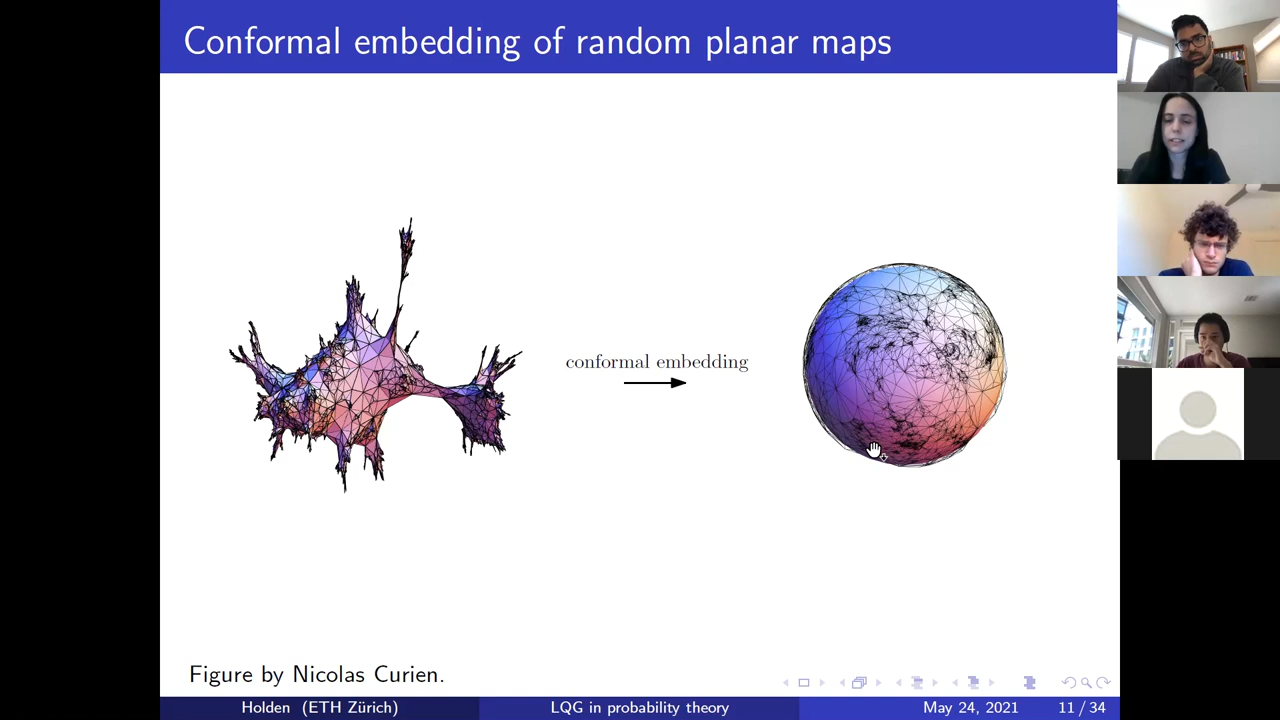 Conformal embedding of random planar maps
conformal embedding
Figure by Nicolas Curien.
Holden (ETH Zürich)
LQG in probability theory
May 24, 2021
11 / 34